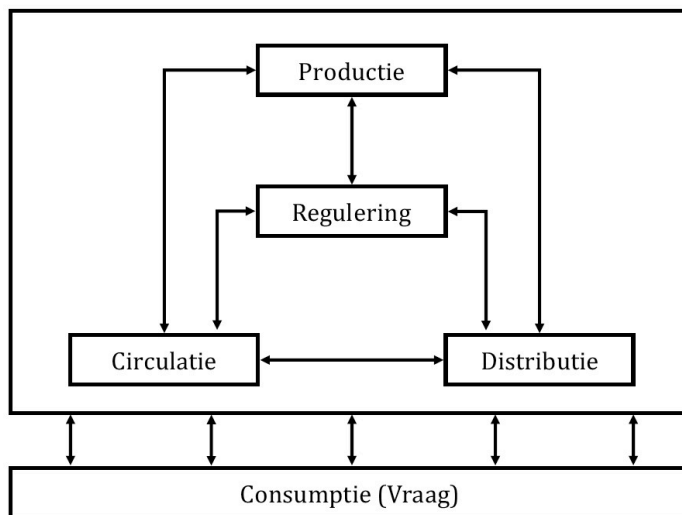 Productie
Regulering
Circulatie
Distributie
Consumptie (Vraag)